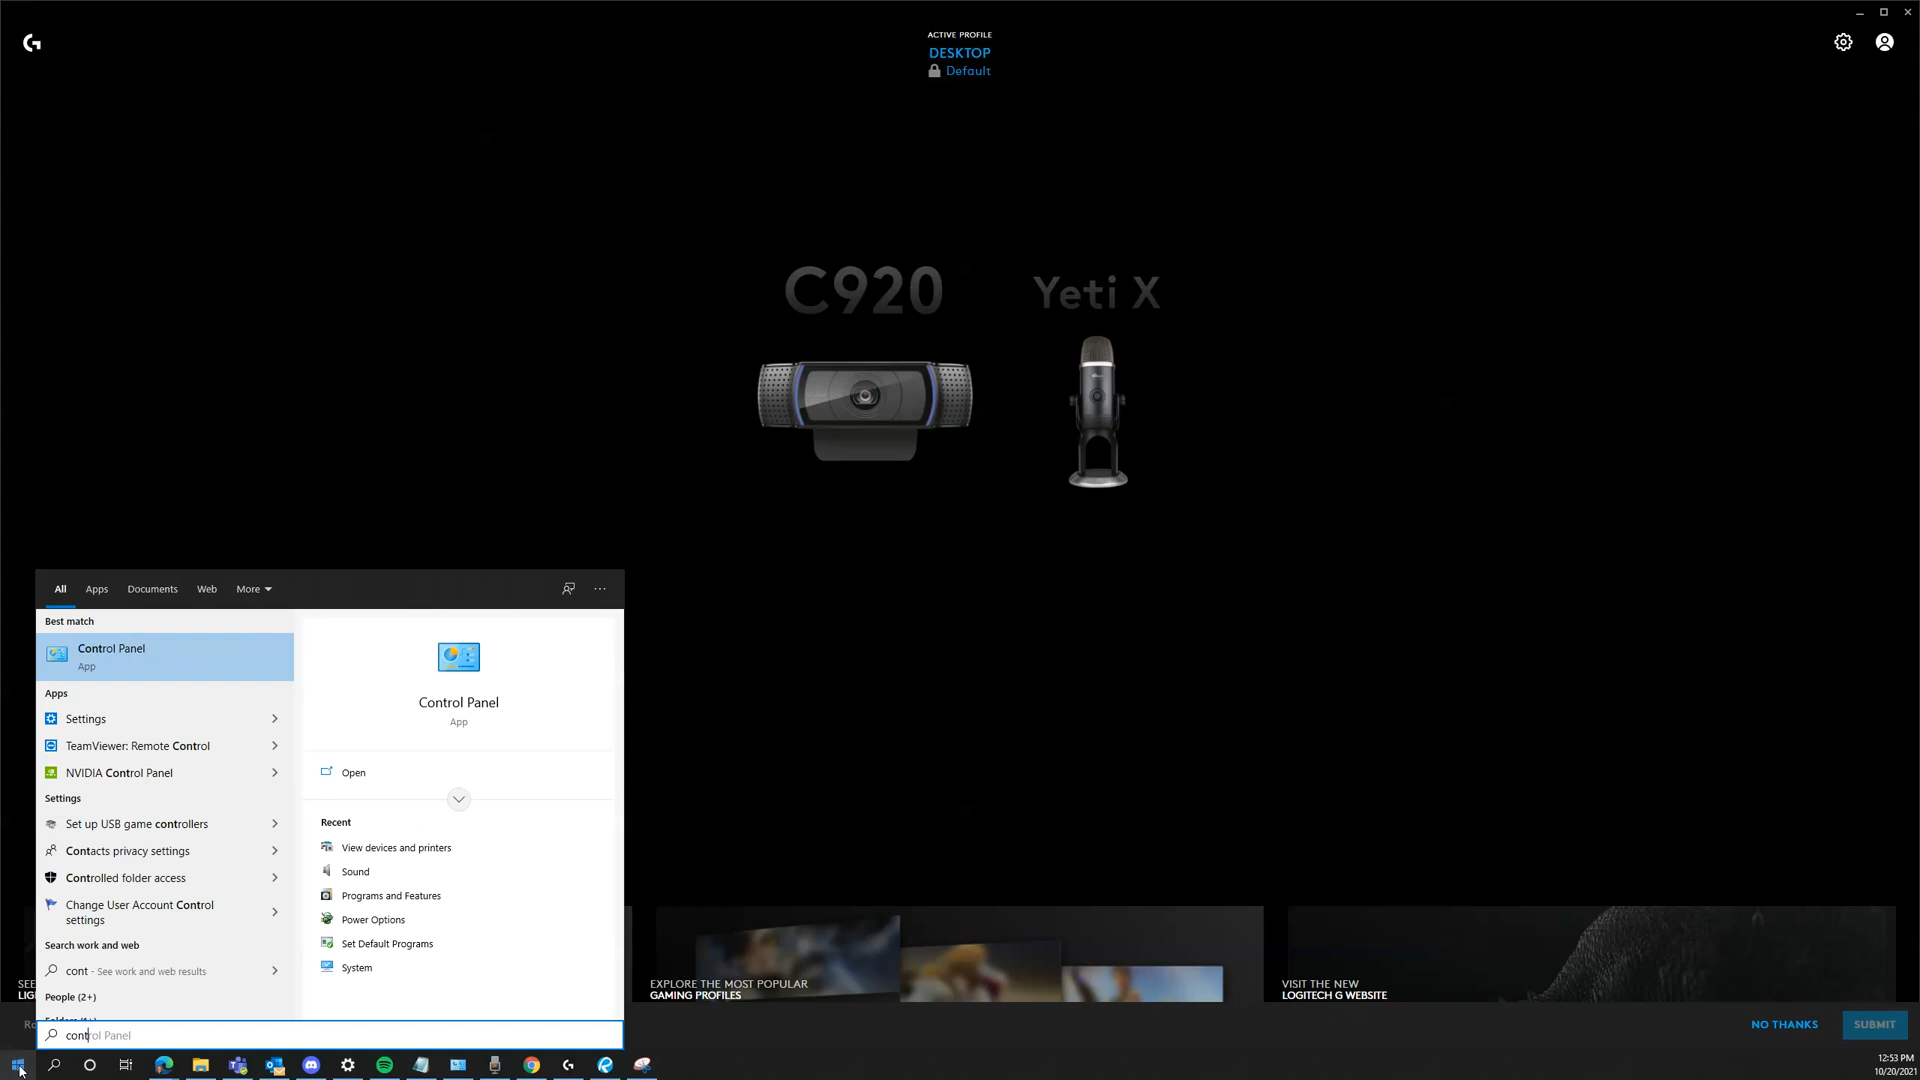 ACTIVE PROFILE
DESKTOP
Default
C920
Yeti X
All Apps Documents Web More
Best match
Control Panel
App
Apps
Settings
TeamViewer: Remote Control
NVIDIA Control Panel
Settings
Set up USB game controllers
Contacts privacy settings
Controlled folder access
Change User Account Control
settings
Search work and web
cont - See work and web results
People (2+)
control Panel
Control Panel
App
Open
Recent
View devices and printers
Sound
Programs and Features
Power Options
Set Default Programs
System
SEE
LIG
EXPLORE THE MOST POPULAR
GAMING PROFILES
VISIT THE NEW
LOGITECH G WEBSITE
NO THANKS
SUBMIT
12:53 PM
10/20/2021